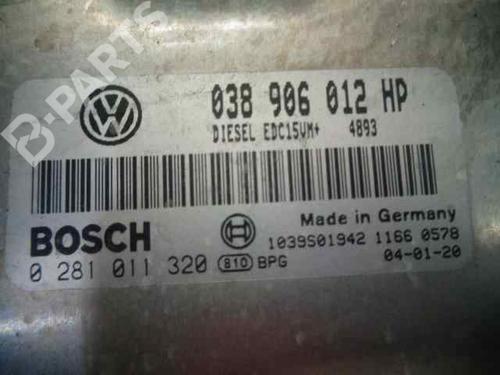 B-PARTS
038 906 012 HP
DIESEL EDC15VM+ 4893
BOSCH
Made in Germany
1039S01942 1166 0578
0 281 011 320 810 BPG
04-01-20